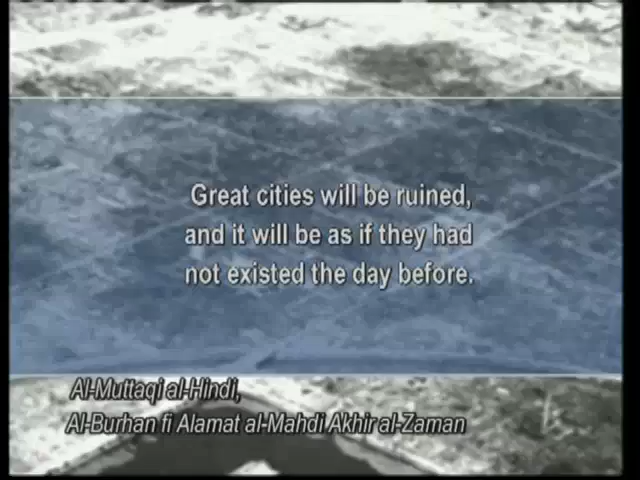 Great cities will be ruined,
and it will be as if they had
not existed the day before.
Al-Muttaqi al-Hindi,
Al-Burhan fi Alamat al-Mahdi Akhir al-Zaman